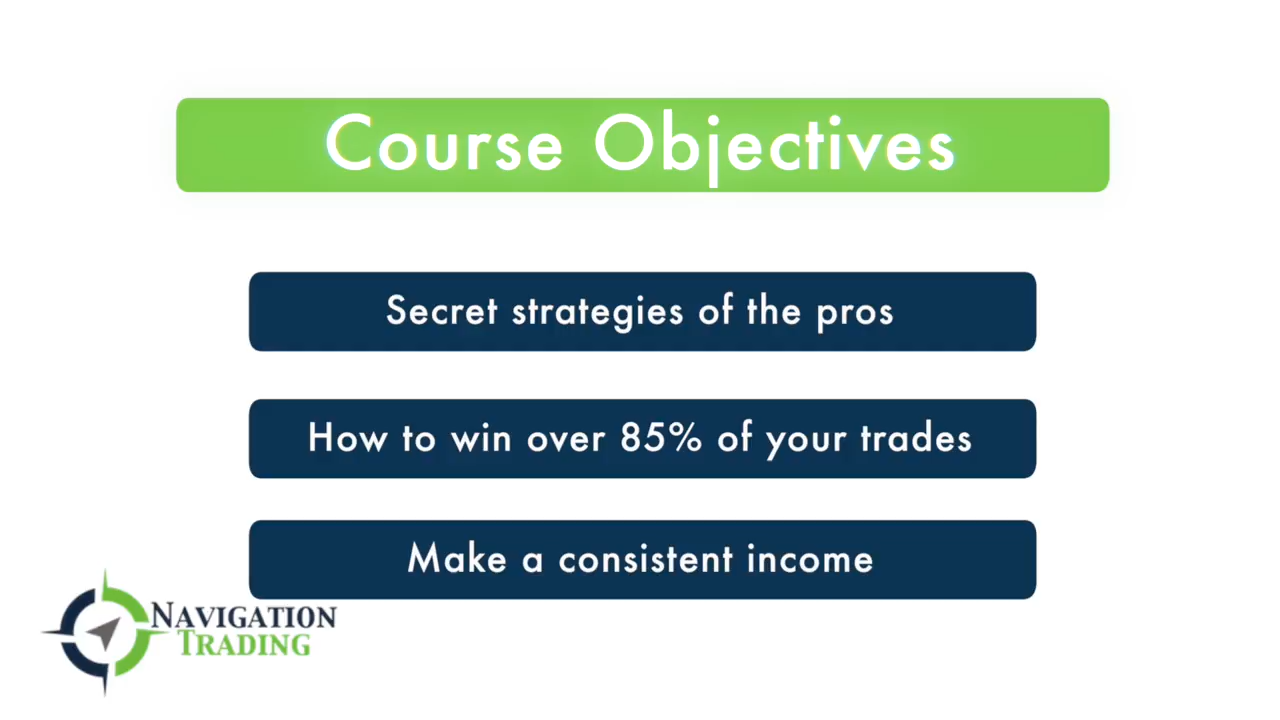 Course Objectives
Secret strategies of the pros
How to win over 85% of your trades
Make a consistent income
NAVIGATION
TRADING